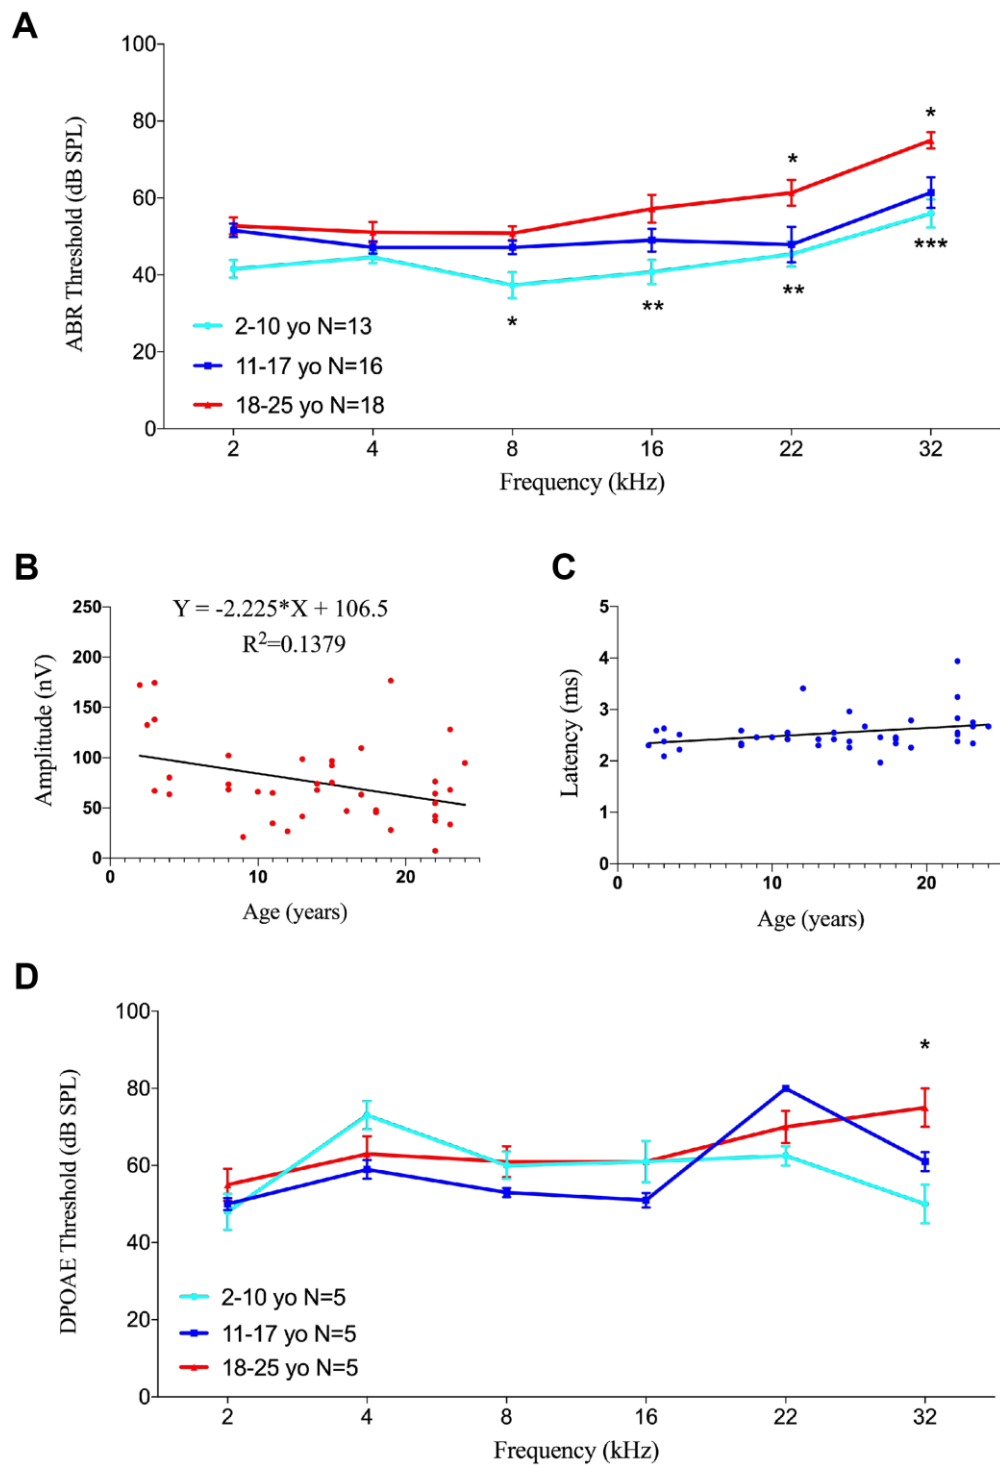 A
100
80
60
40
20
0
ABR Threshold (dB SPL)
*
*
*
**
**
***
2-10 yo N=13
11-17 yo N=16
18-25 yo N=18
2 4 8 16 22 32
Frequency (kHz)
B
Y = -2.225*X + 106.5
R²=0.1379
250
200
150
100
50
0
Amplitude (nV)
0 10 20
Age (years)
C
5
4
3
2
1
0
Latency (ms)
0 10 20
Age (years)
D
100
80
60
40
20
0
DPOAE Threshold (dB SPL)
*
2-10 yo N=5
11-17 yo N=5
18-25 yo N=5
2 4 8 16 22 32
Frequency (kHz)